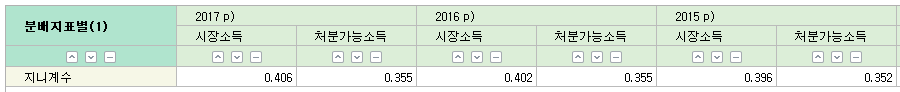 분배지표별(1) 2017 p) 2016 p) 2015 p)
시장소득 처분가능소득 시장소득 처분가능소득 시장소득 처분가능소득
지니계수 0.406 0.355 0.402 0.355 0.396 0.352